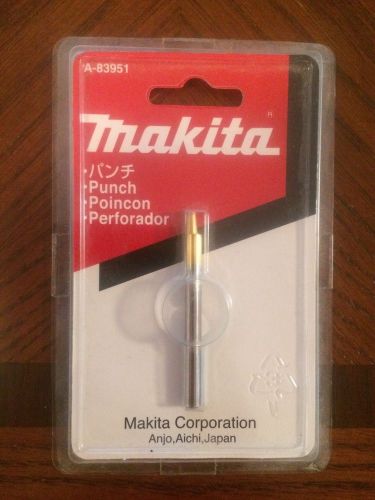 A-83951
makita
R
・パンチ
・Punch
・Poincon
・Perforador
Makita Corporation
Anjo,Aichi,Japan